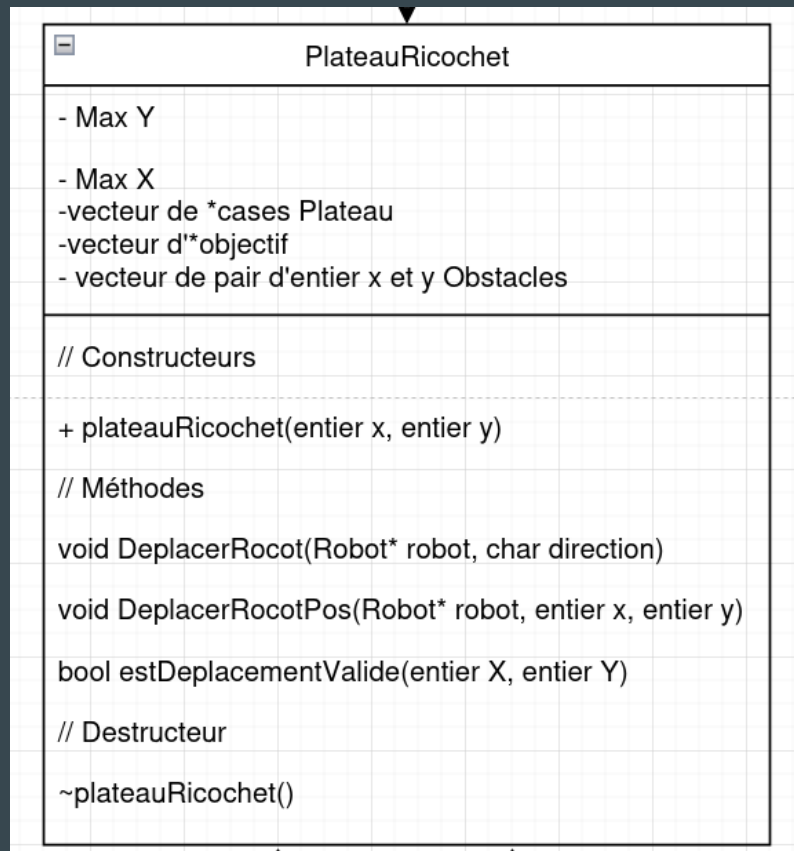 PlateauRicochet
- Max Y
- Max X
-vecteur de *cases Plateau
-vecteur d'*objectif
- vecteur de pair d'entier x et y Obstacles
// Constructeurs
+ plateauRicochet(entier x, entier y)
// Méthodes
void DeplacerRocot(Robot* robot, char direction)
void DeplacerRocotPos(Robot* robot, entier x, entier y)
bool estDeplacementValide(entier X, entier Y)
// Destructeur
~plateauRicochet()